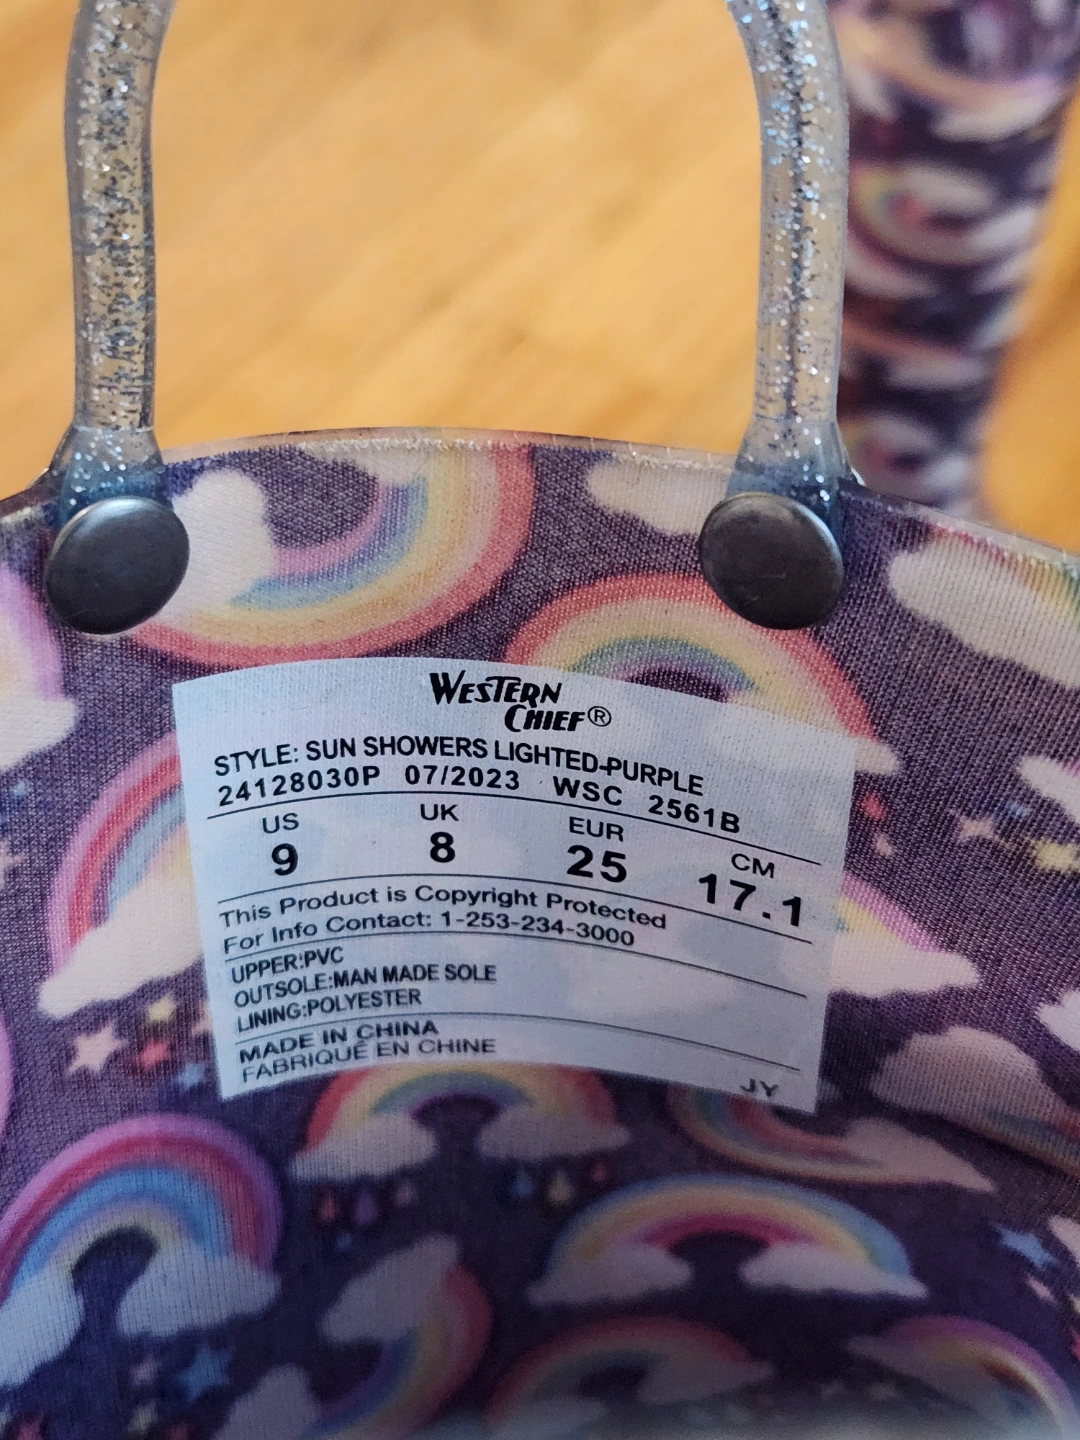 WESTERN
CHIEF®
STYLE: SUN SHOWERS LIGHTED-PURPLE
24128030P 07/2023 WSC 2561B
US UK EUR CM
9 8 25 17.1
This Product is Copyright Protected
For Info Contact: 1-253-234-3000
UPPER:PVC
OUTSOLE:MAN MADE SOLE
LINING:POLYESTER
MADE IN CHINA
FABRIQUÉ EN CHINE
JY